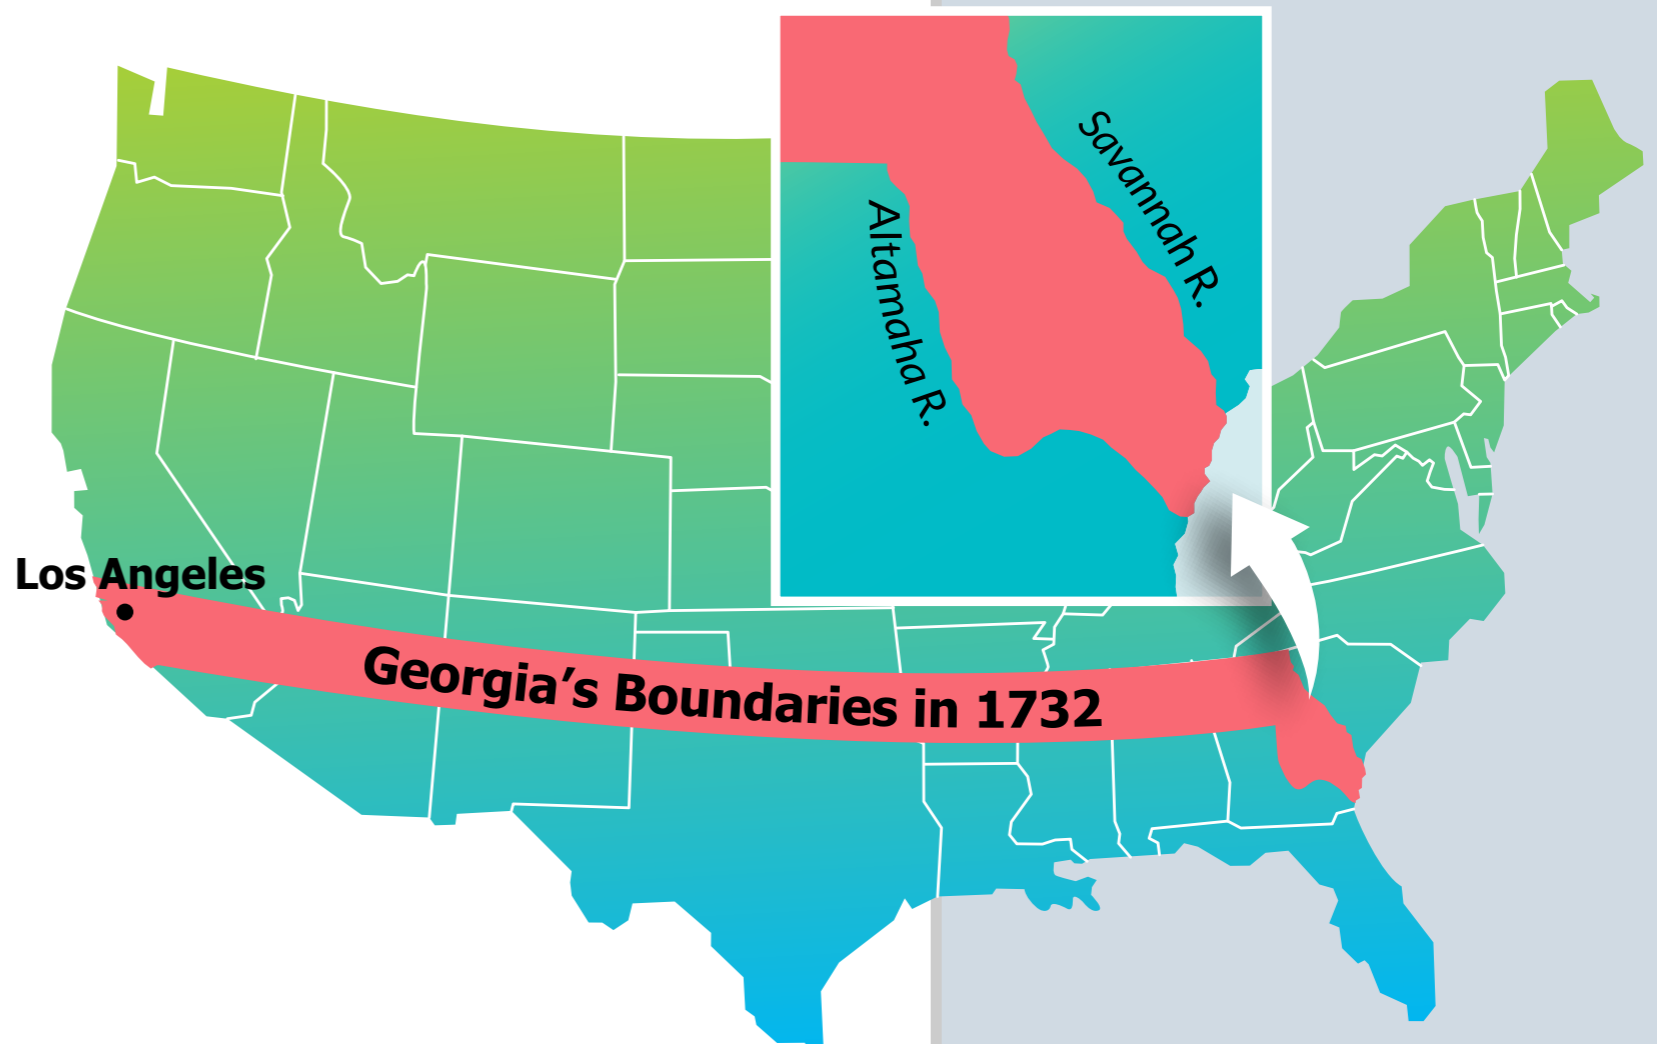 Savannah R.
Altamaha R.
Los Angeles
Georgia’s Boundaries in 1732